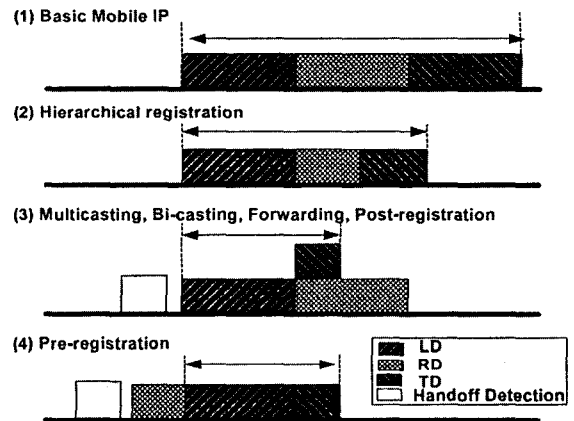 (1) Basic Mobile IP
(2) Hierarchical registration
(3) Multicasting, Bi-casting, Forwarding, Post-registration
(4) Pre-registration
LD
RD
TD
Handoff Detection